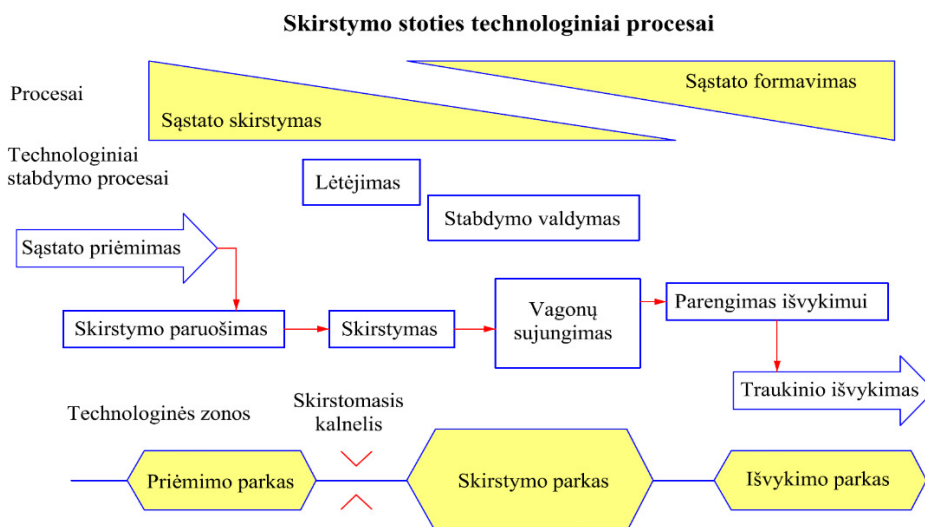 Skirstymo stoties technologiniai procesai
Procesai
Sąstato skirstymas
Sąstato formavimas
Technologiniai
stabdymo procesai
Lėtėjimas
Stabdymo valdymas
Sąstato priėmimas
Skirstymo paruošimas
Skirstymas
Vagonų
sujungimas
Parengimas išvykimui
Traukinio išvykimas
Technologinės zonos
Skirstomasis
kalnelis
Priėmimo parkas
Skirstymo parkas
Išvykimo parkas